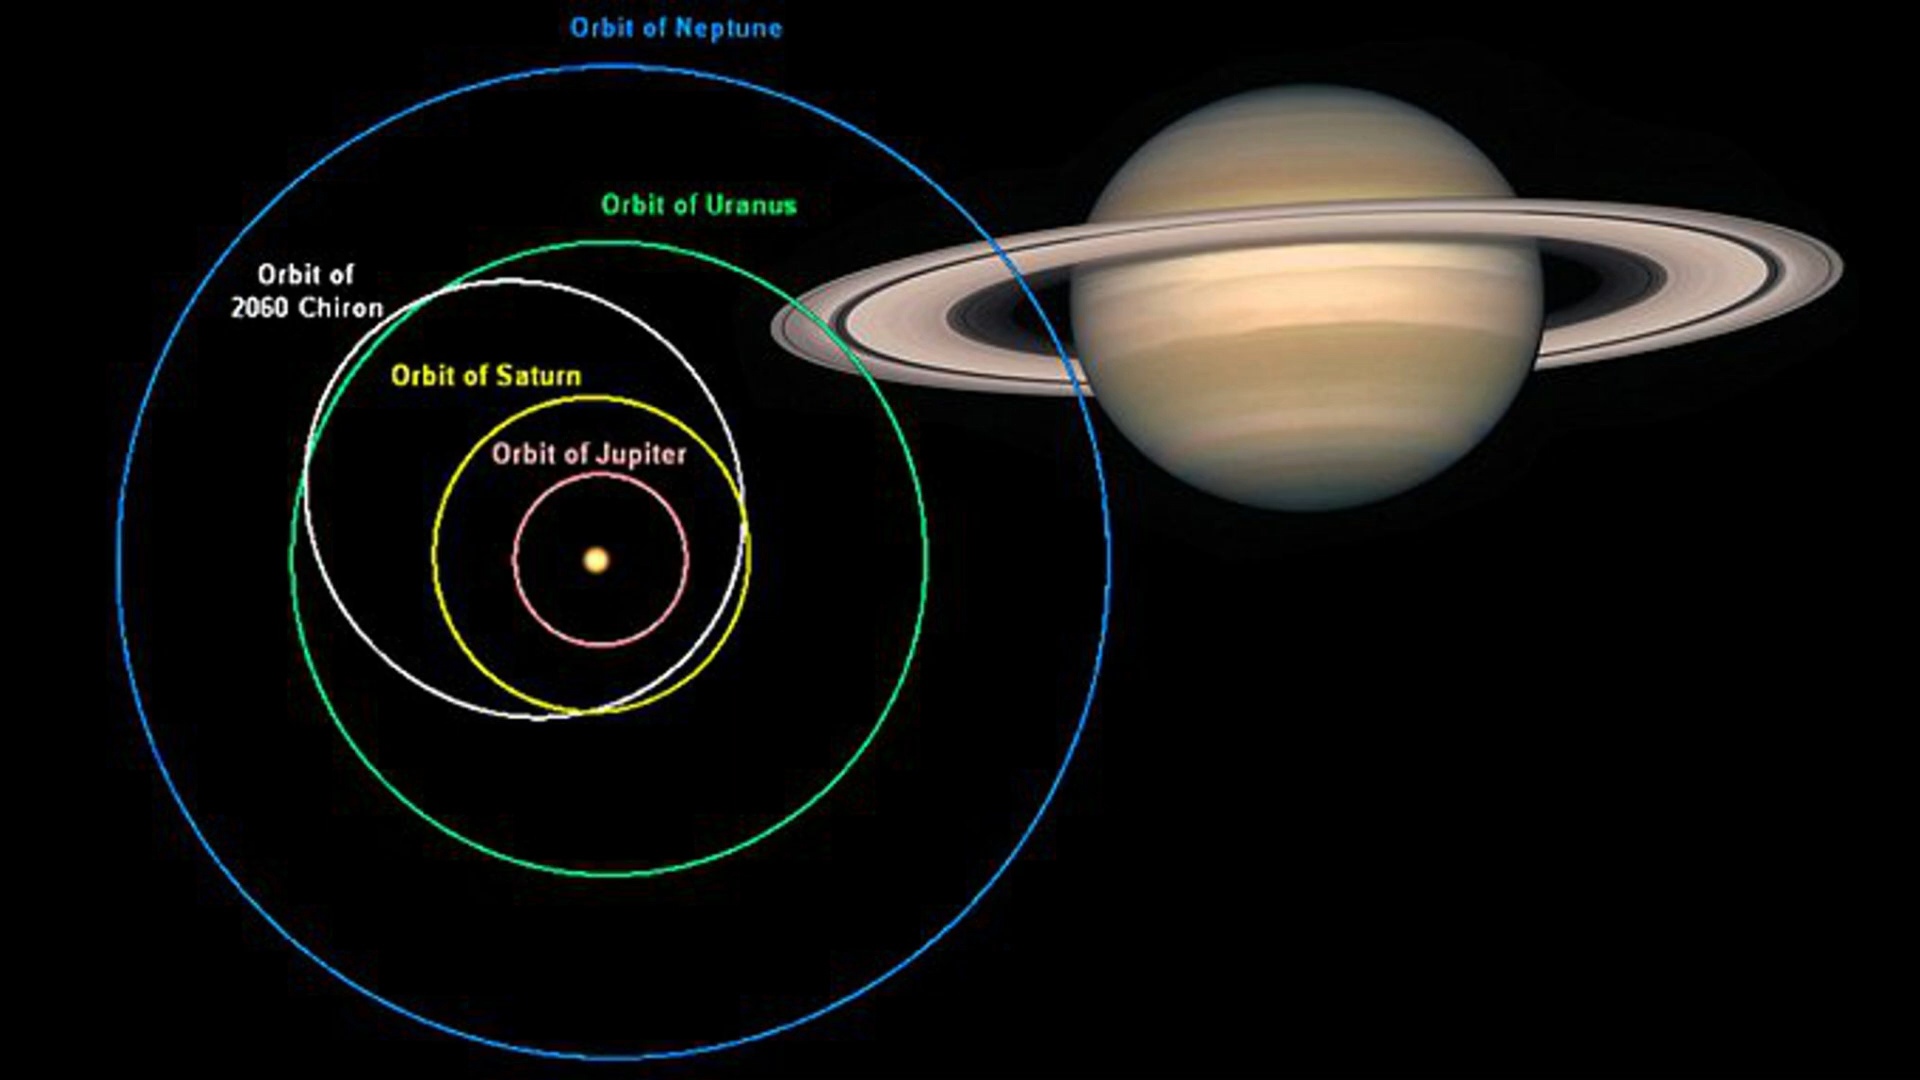 Orbit of Neptune
Orbit of Uranus
Orbit of
2060 Chiron
Orbit of Saturn
Orbit of Jupiter